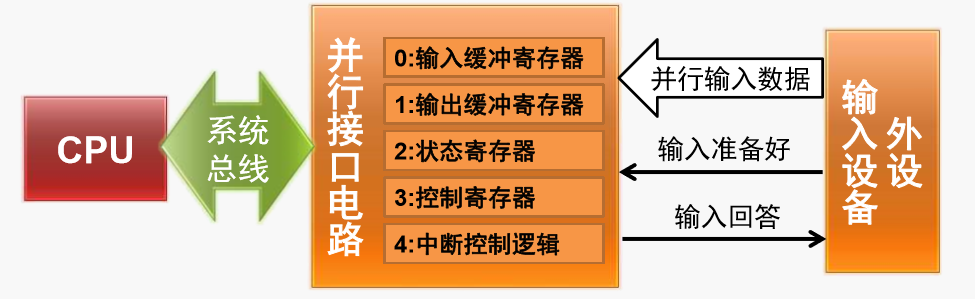 CPU
系统
总线
并行接口电路
0:输入缓冲寄存器
1:输出缓冲寄存器
2:状态寄存器
3:控制寄存器
4:中断控制逻辑
并行输入数据
输入准备好
输入回答
输入设备
外设